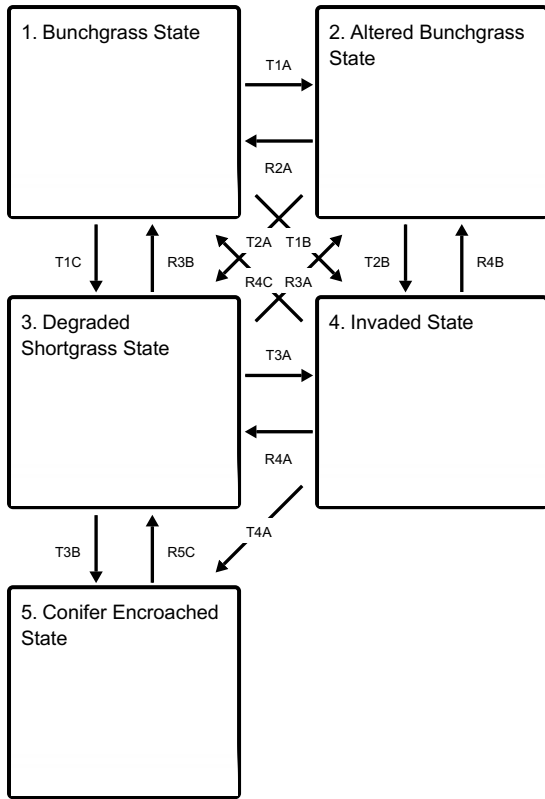 1. Bunchgrass State
2. Altered Bunchgrass
State
T1A
R2A
T2A
T1B
T1C
R3B
T2B
R4B
R4C
R3A
3. Degraded
Shortgrass State
4. Invaded State
T3A
R4A
T4A
T3B
R5C
5. Conifer Encroached
State